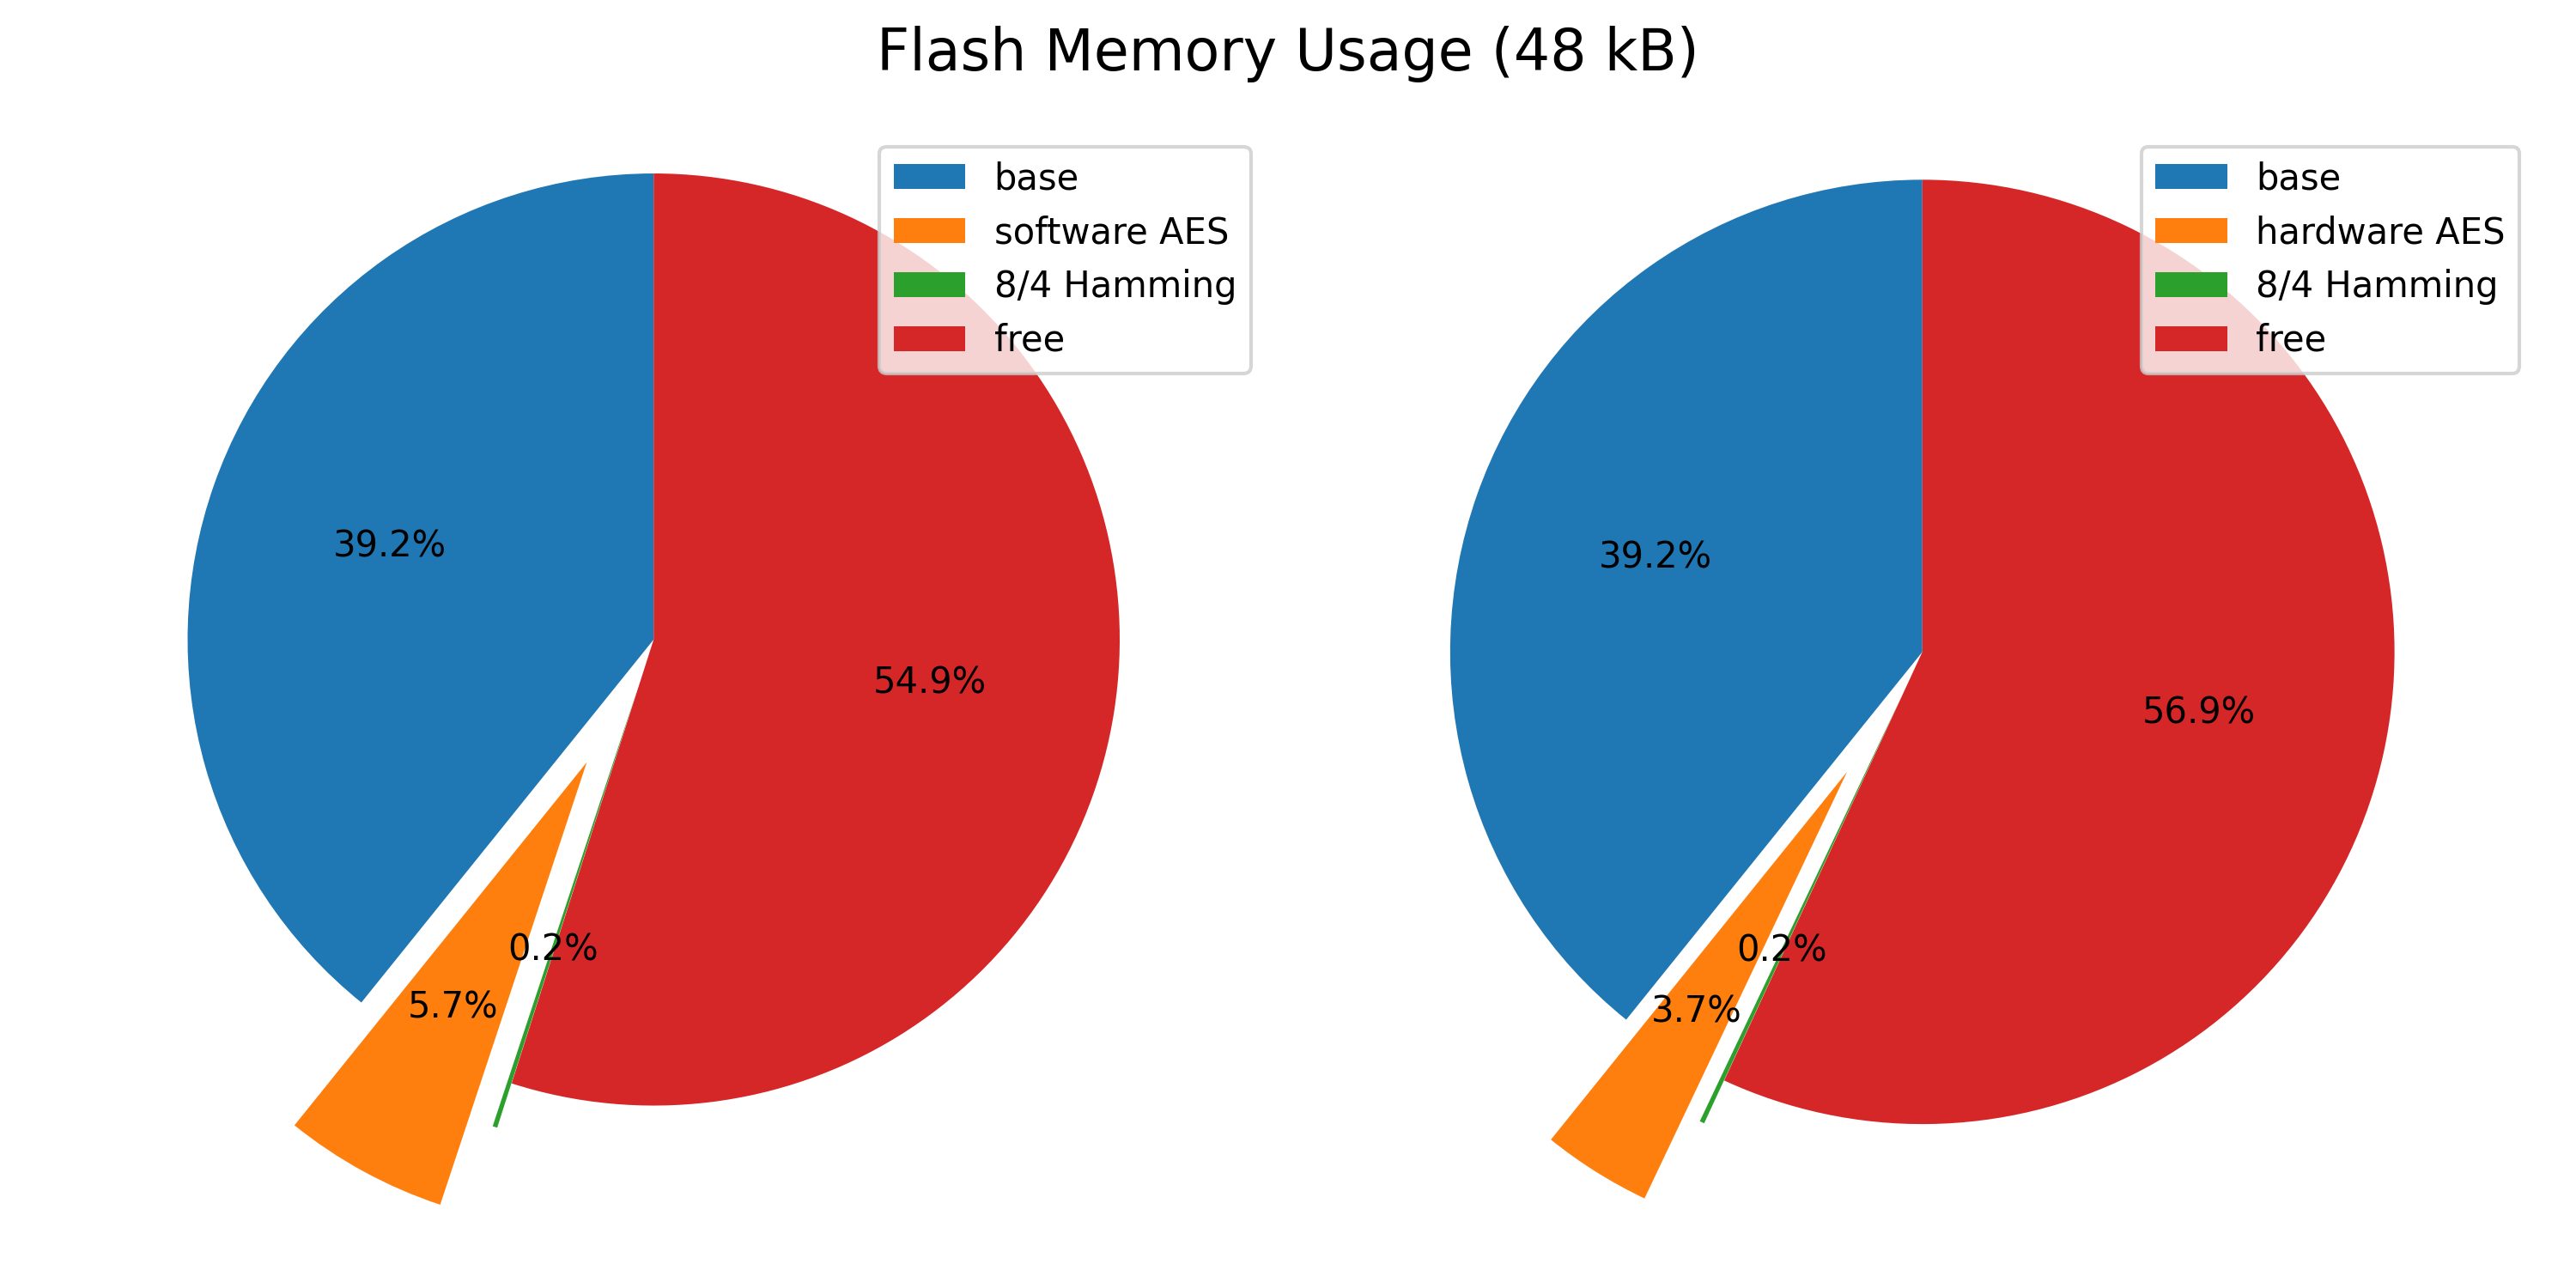 Flash Memory Usage (48 kB)
base
software AES
8/4 Hamming
free
39.2%
54.9%
0.2%
5.7%
base
hardware AES
8/4 Hamming
free
39.2%
56.9%
0.2%
3.7%